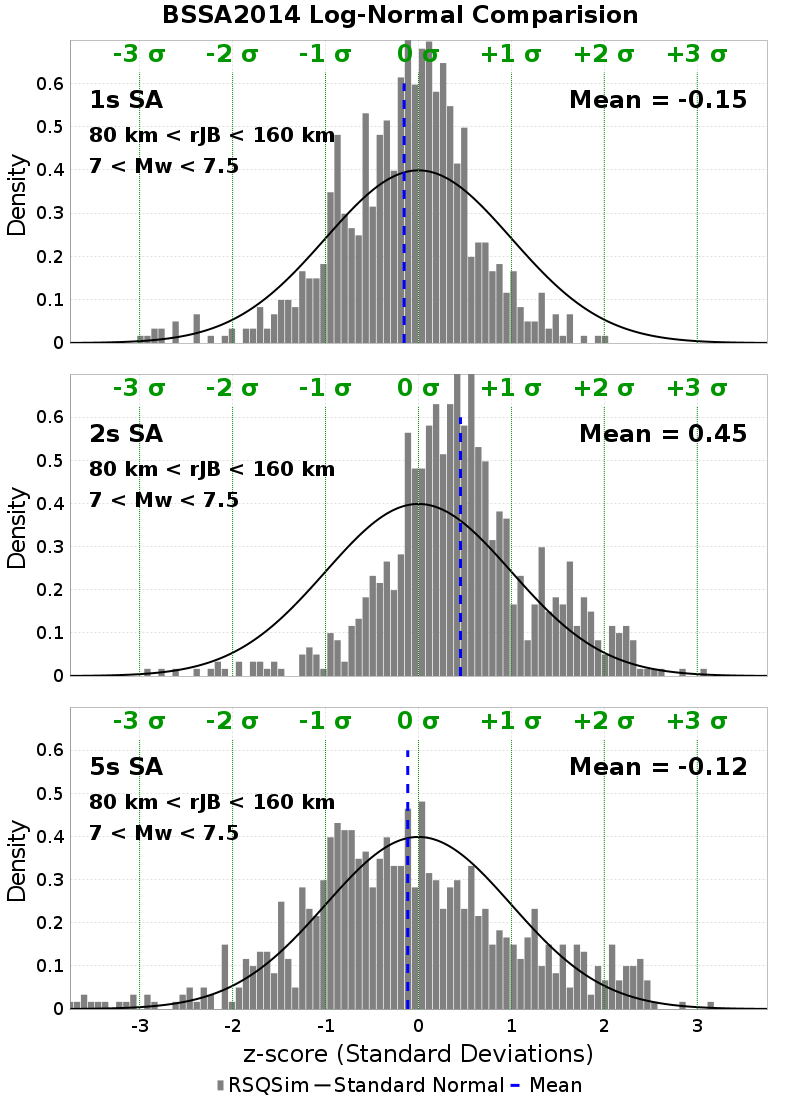 BSSA2014 Log-Normal Comparision
-3 σ -2 σ -1 σ 0 σ +1 σ +2 σ +3 σ
1s SA Mean = -0.15
80 km < rJB < 160 km
7 < Mw < 7.5
Density
0.6
0.5
0.4
0.3
0.2
0.1
0
-3 σ -2 σ -1 σ 0 σ +1 σ +2 σ +3 σ
2s SA Mean = 0.45
80 km < rJB < 160 km
7 < Mw < 7.5
Density
0.6
0.5
0.4
0.3
0.2
0.1
0
-3 σ -2 σ -1 σ 0 σ +1 σ +2 σ +3 σ
5s SA Mean = -0.12
80 km < rJB < 160 km
7 < Mw < 7.5
Density
0.6
0.5
0.4
0.3
0.2
0.1
0
-3 -2 -1 0 1 2 3
z-score (Standard Deviations)
RSQSim Standard Normal Mean